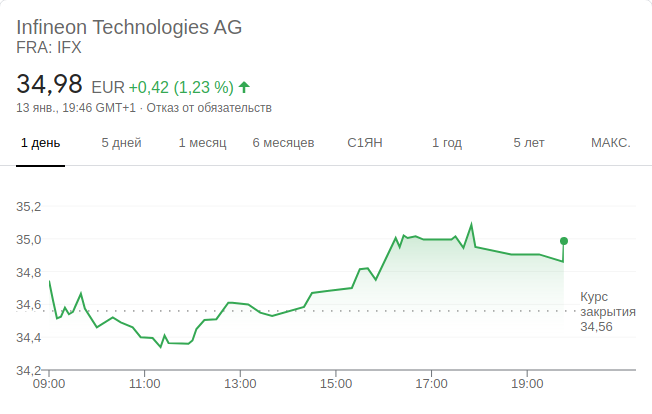 Infineon Technologies AG
FRA: IFX
34,98 EUR +0,42 (1,23 %)
13 янв., 19:46 GMT+1 · Отказ от обязательств
1 день 5 дней 1 месяц 6 месяцев С1ЯН 1 год 5 лет МАКС.
35,2
35,0
34,8
34,6
34,4
34,2
Курс
закрытия
34,56
09:00 11:00 13:00 15:00 17:00 19:00